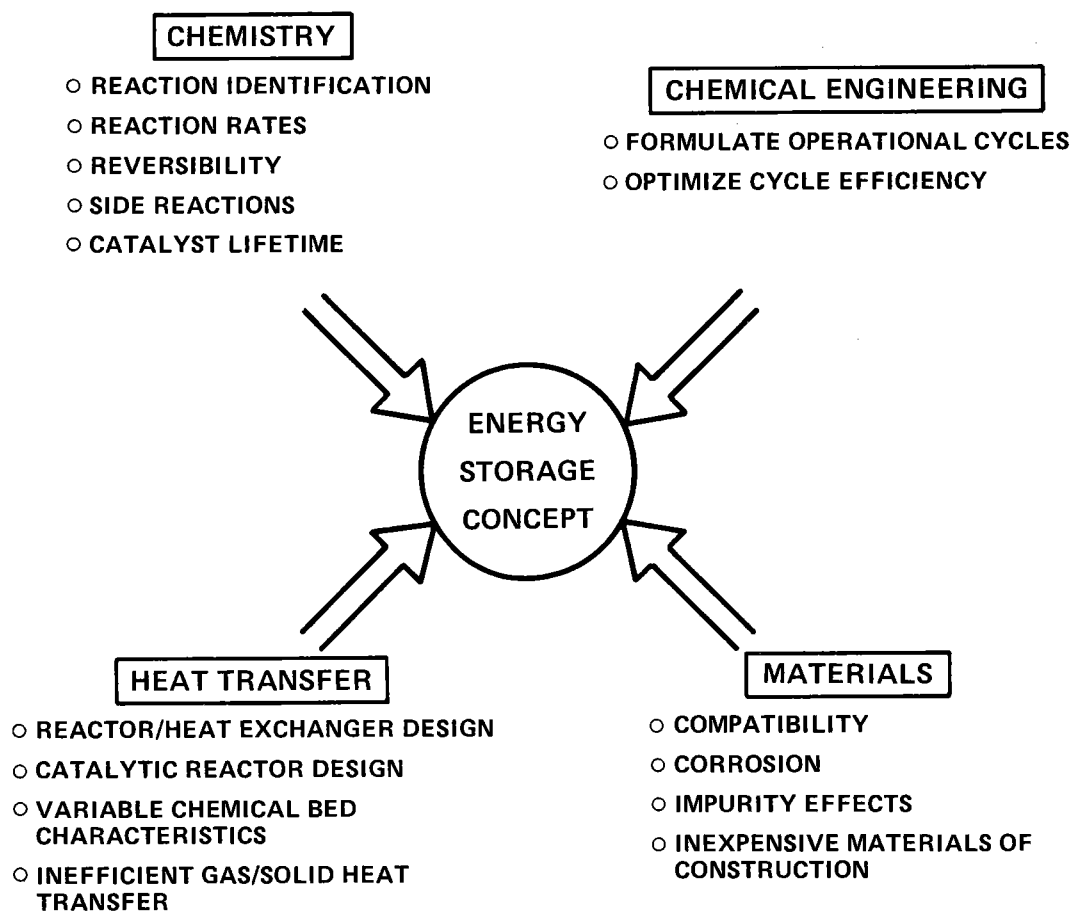 CHEMISTRY
○ REACTION IDENTIFICATION
○ REACTION RATES
○ REVERSIBILITY
○ SIDE REACTIONS
○ CATALYST LIFETIME
CHEMICAL ENGINEERING
○ FORMULATE OPERATIONAL CYCLES
○ OPTIMIZE CYCLE EFFICIENCY
ENERGY
STORAGE
CONCEPT
HEAT TRANSFER
○ REACTOR/HEAT EXCHANGER DESIGN
○ CATALYTIC REACTOR DESIGN
○ VARIABLE CHEMICAL BED
CHARACTERISTICS
○ INEFFICIENT GAS/SOLID HEAT
TRANSFER
MATERIALS
○ COMPATIBILITY
○ CORROSION
○ IMPURITY EFFECTS
○ INEXPENSIVE MATERIALS OF
CONSTRUCTION